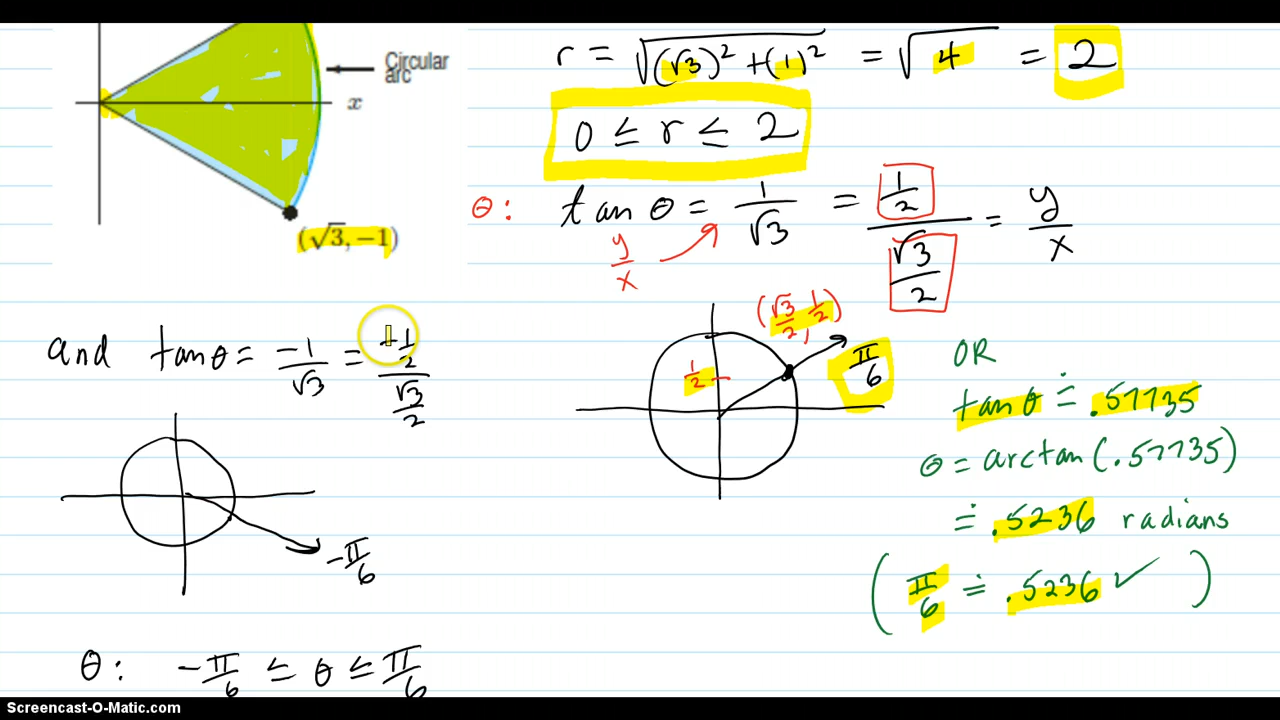 r = √((√3)² + (1)²) = √4 = 2
Circular
arc
x
0 ≤ r ≤ 2
θ: tan θ = 1/√3 = (1/2)/(√3/2) = y/x
y/x
(√3, −1)
(√3/2, 1/2)
1/2
π/6
and tanθ = −1/√3 = +1/2/(√3/2)
−π/6
OR
tan θ ≐ .57735
θ = arctan(.57735)
≐ .5236 radians
(π/6 ≐ .5236 ✓)
θ: −π/6 ≤ θ ≤ π/6
Screencast-O-Matic.com